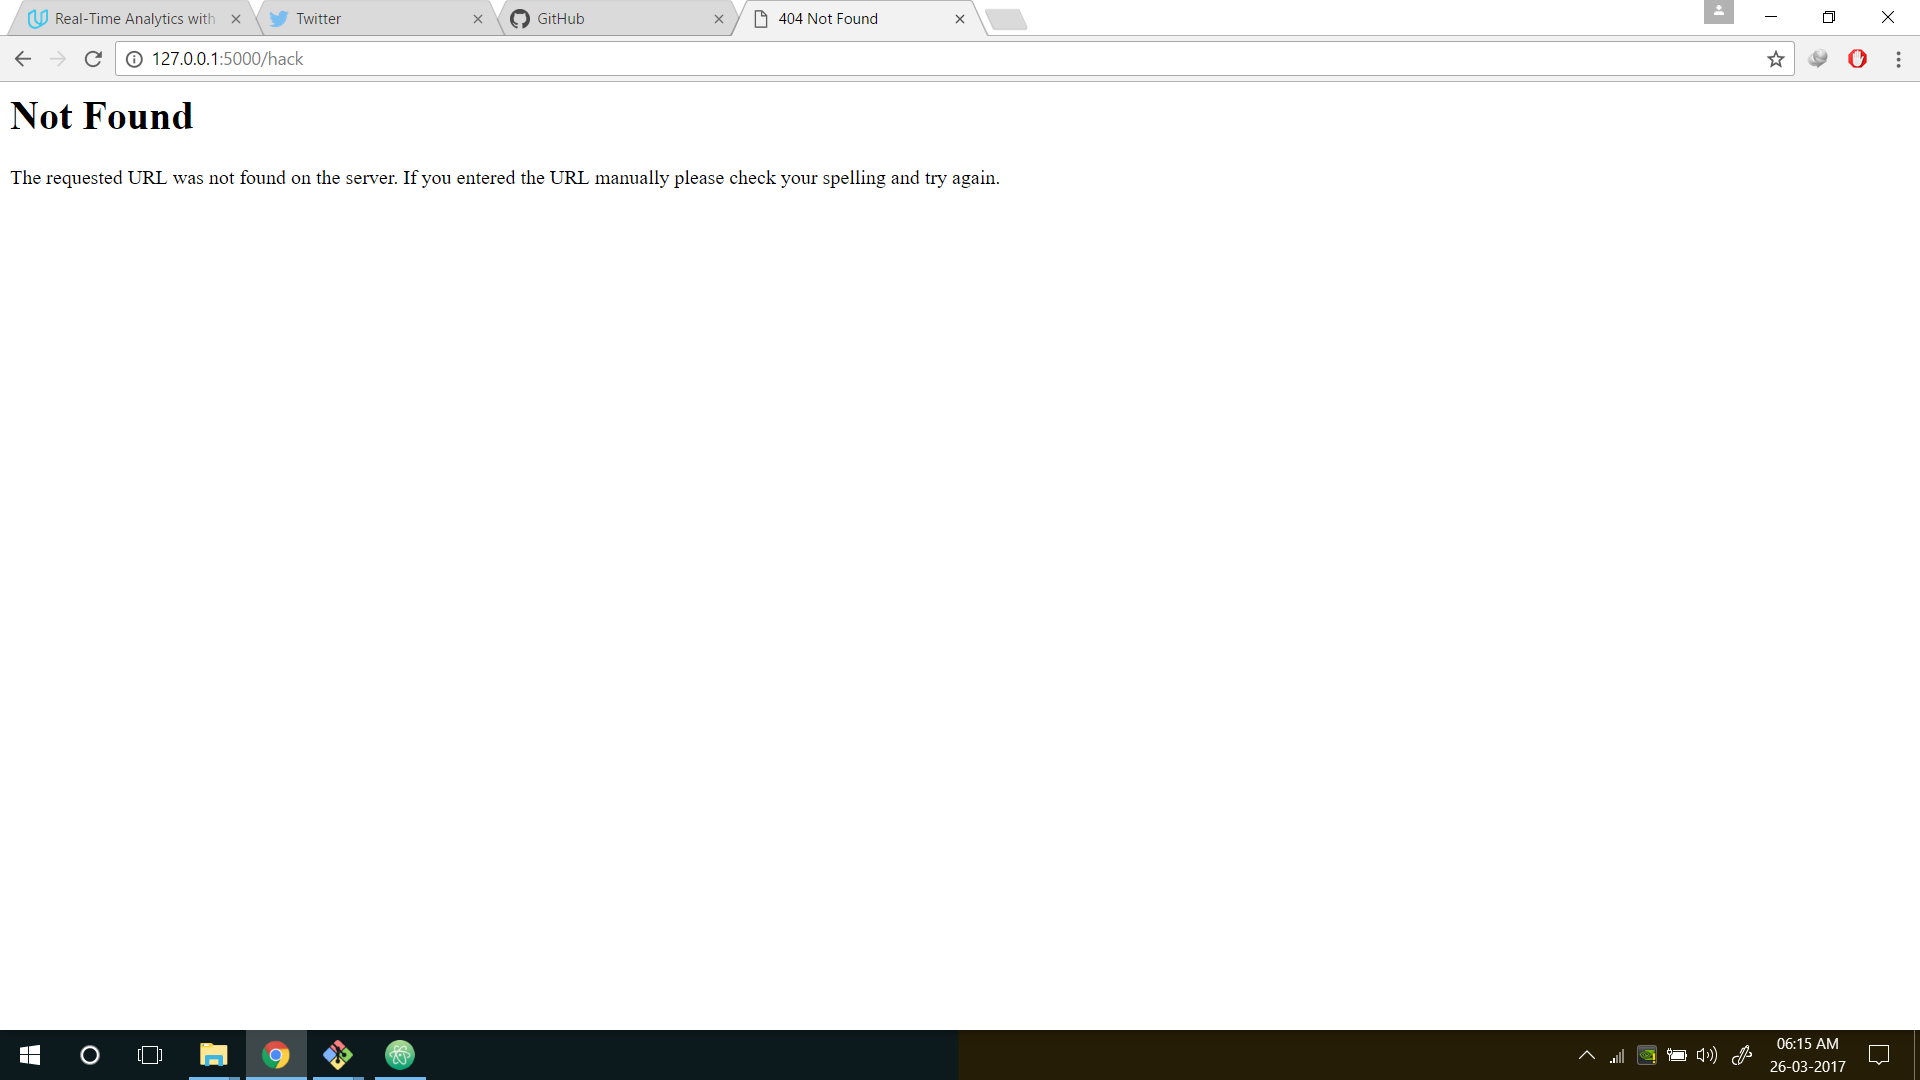 Real-Time Analytics with
Twitter
GitHub
404 Not Found
127.0.0.1:5000/hack
Not Found
The requested URL was not found on the server. If you entered the URL manually please check your spelling and try again.
06:15 AM
26-03-2017